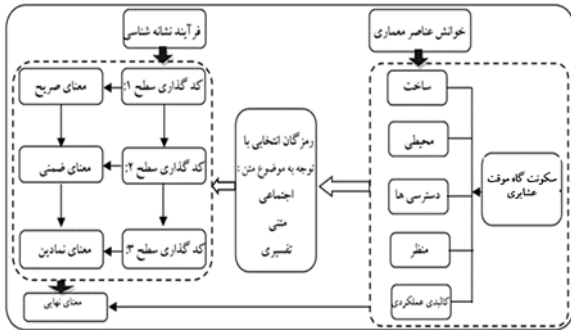 خوانش عناصر معماری
فرآیند نشانه شناسی
ساخت
محیطی
دسترسی ها
منظر
کالبدی عملکردی
سکونت گاه موقت
عشایری
رمزگان انتخابی با
توجه به موضوع متن :
اجتماعی
متنی
تفسیری
کد گذاری سطح ۱:
معنای صریح
کد گذاری سطح ۲:
معنای ضمنی
کد گذاری سطح ۳:
معنای نمادین
معنای نهایی